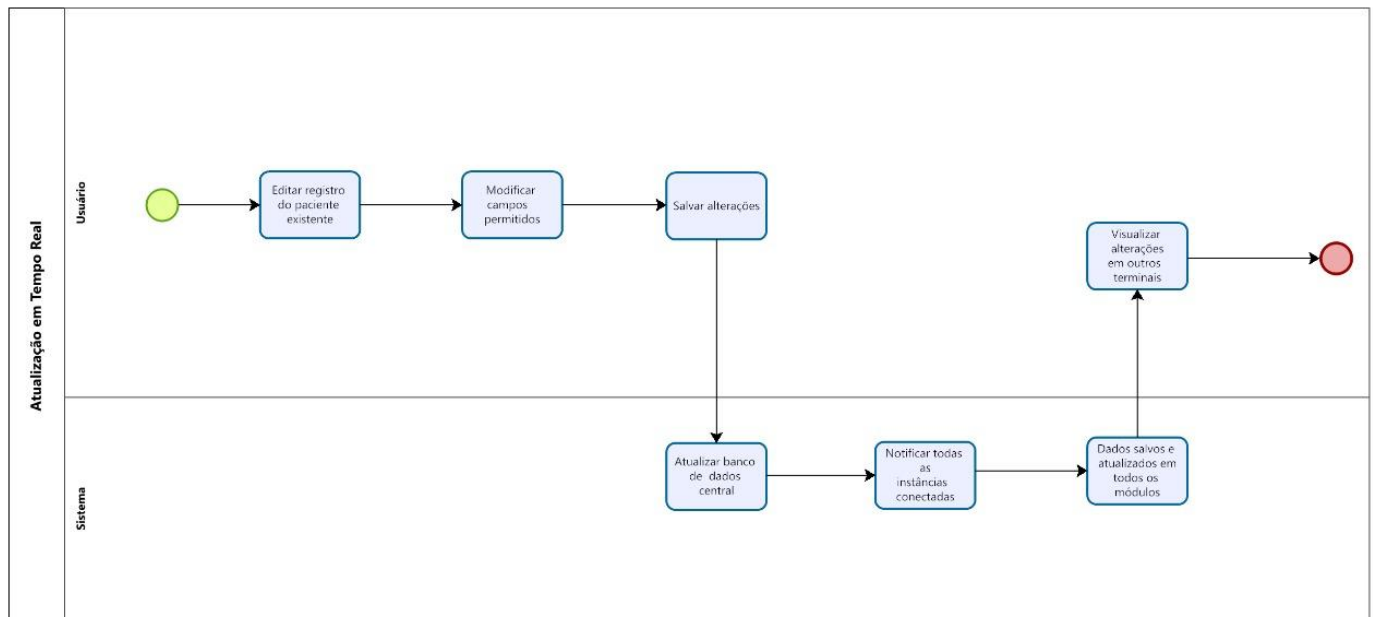 Atualização em Tempo Real
Usuário
Editar registro
do paciente
existente
Modificar
campos
permitidos
Salvar alterações
Visualizar
alterações
em outros
terminais
Sistema
Atualizar banco
de dados
central
Notificar todas
as
instâncias
conectadas
Dados salvos e
atualizados em
todos os
módulos